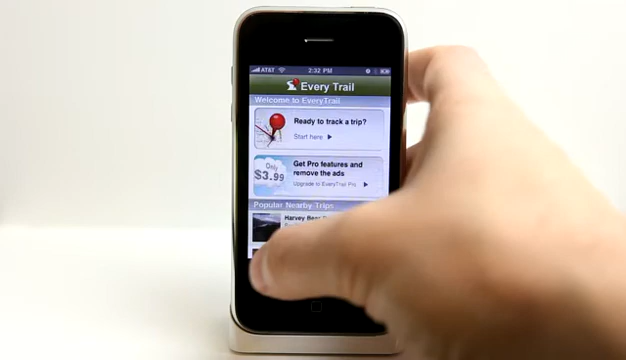 AT&T 2:32 PM
Every Trail
Welcome to EveryTrail
Ready to track a trip?
Start here
Only
$3.99
Get Pro features and
remove the ads
Upgrade to EveryTrail Pro
Popular Nearby Trips
Harvey Bear